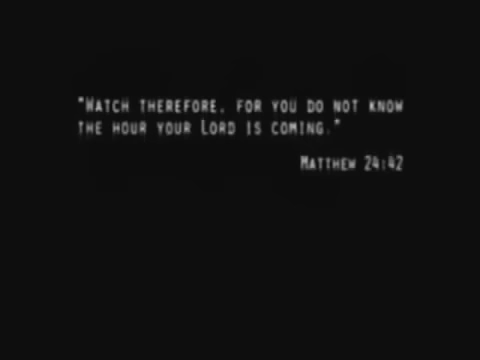 "Watch therefore, for you do not know
the hour your Lord is coming."
Matthew 24:42